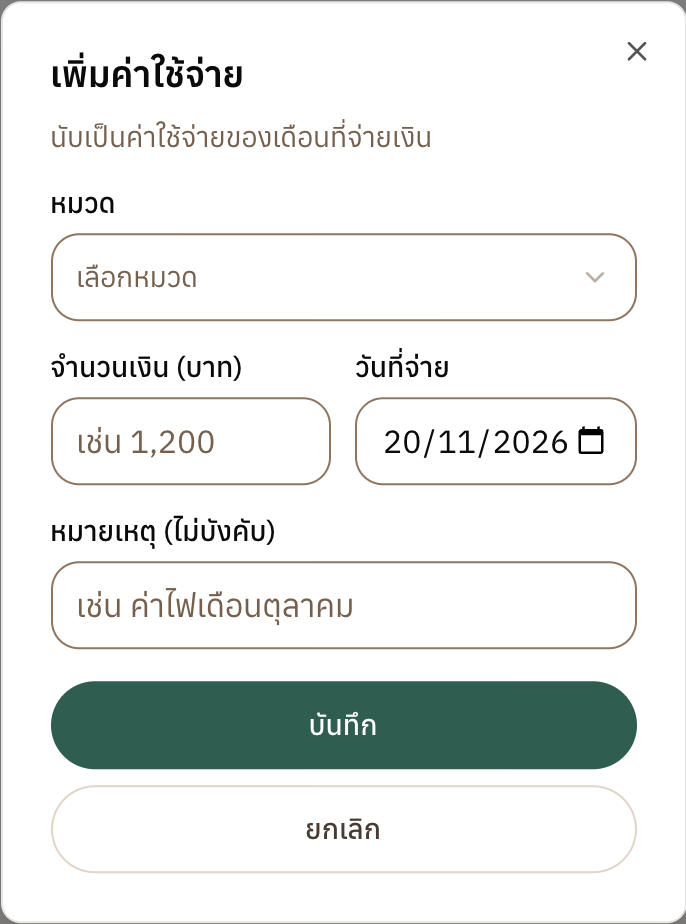 เพิ่มค่าใช้จ่าย
นับเป็นค่าใช้จ่ายของเดือนที่จ่ายเงิน
หมวด
เลือกหมวด
จำนวนเงิน (บาท)
เช่น 1,200
วันที่จ่าย
20/11/2026
หมายเหตุ (ไม่บังคับ)
เช่น ค่าไฟเดือนตุลาคม
บันทึก
ยกเลิก